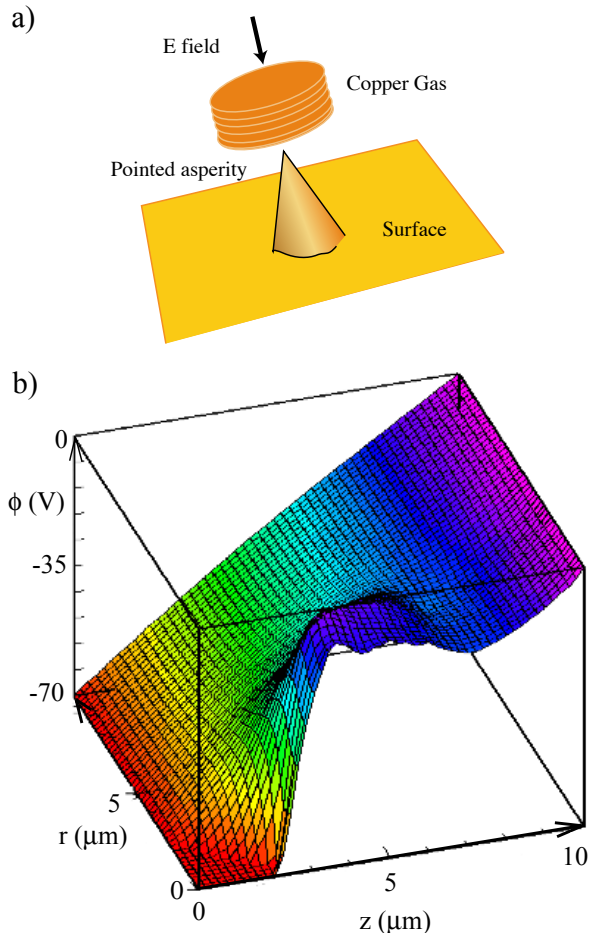 a)
E field
Copper Gas
Pointed asperity
Surface
b)
0
ϕ (V)
-35
-70
5
r (μm)
0
0
5
10
z (μm)